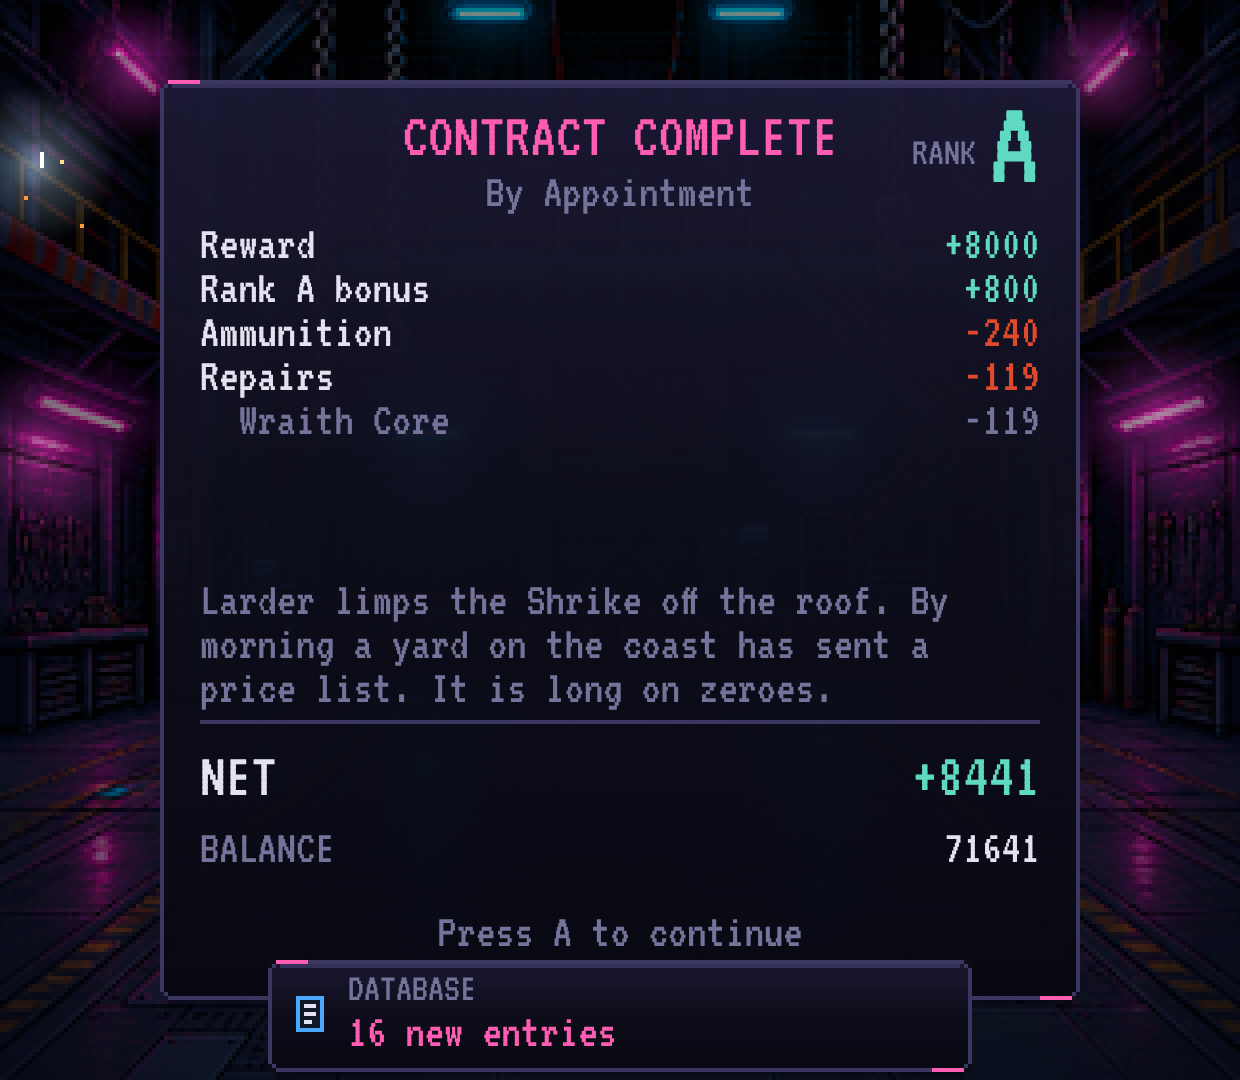 CONTRACT COMPLETE
RANK A
By Appointment
Reward +8000
Rank A bonus +800
Ammunition -240
Repairs -119
Wraith Core -119
Larder limps the Shrike off the roof. By
morning a yard on the coast has sent a
price list. It is long on zeroes.
NET +8441
BALANCE 71641
Press A to continue
DATABASE
16 new entries